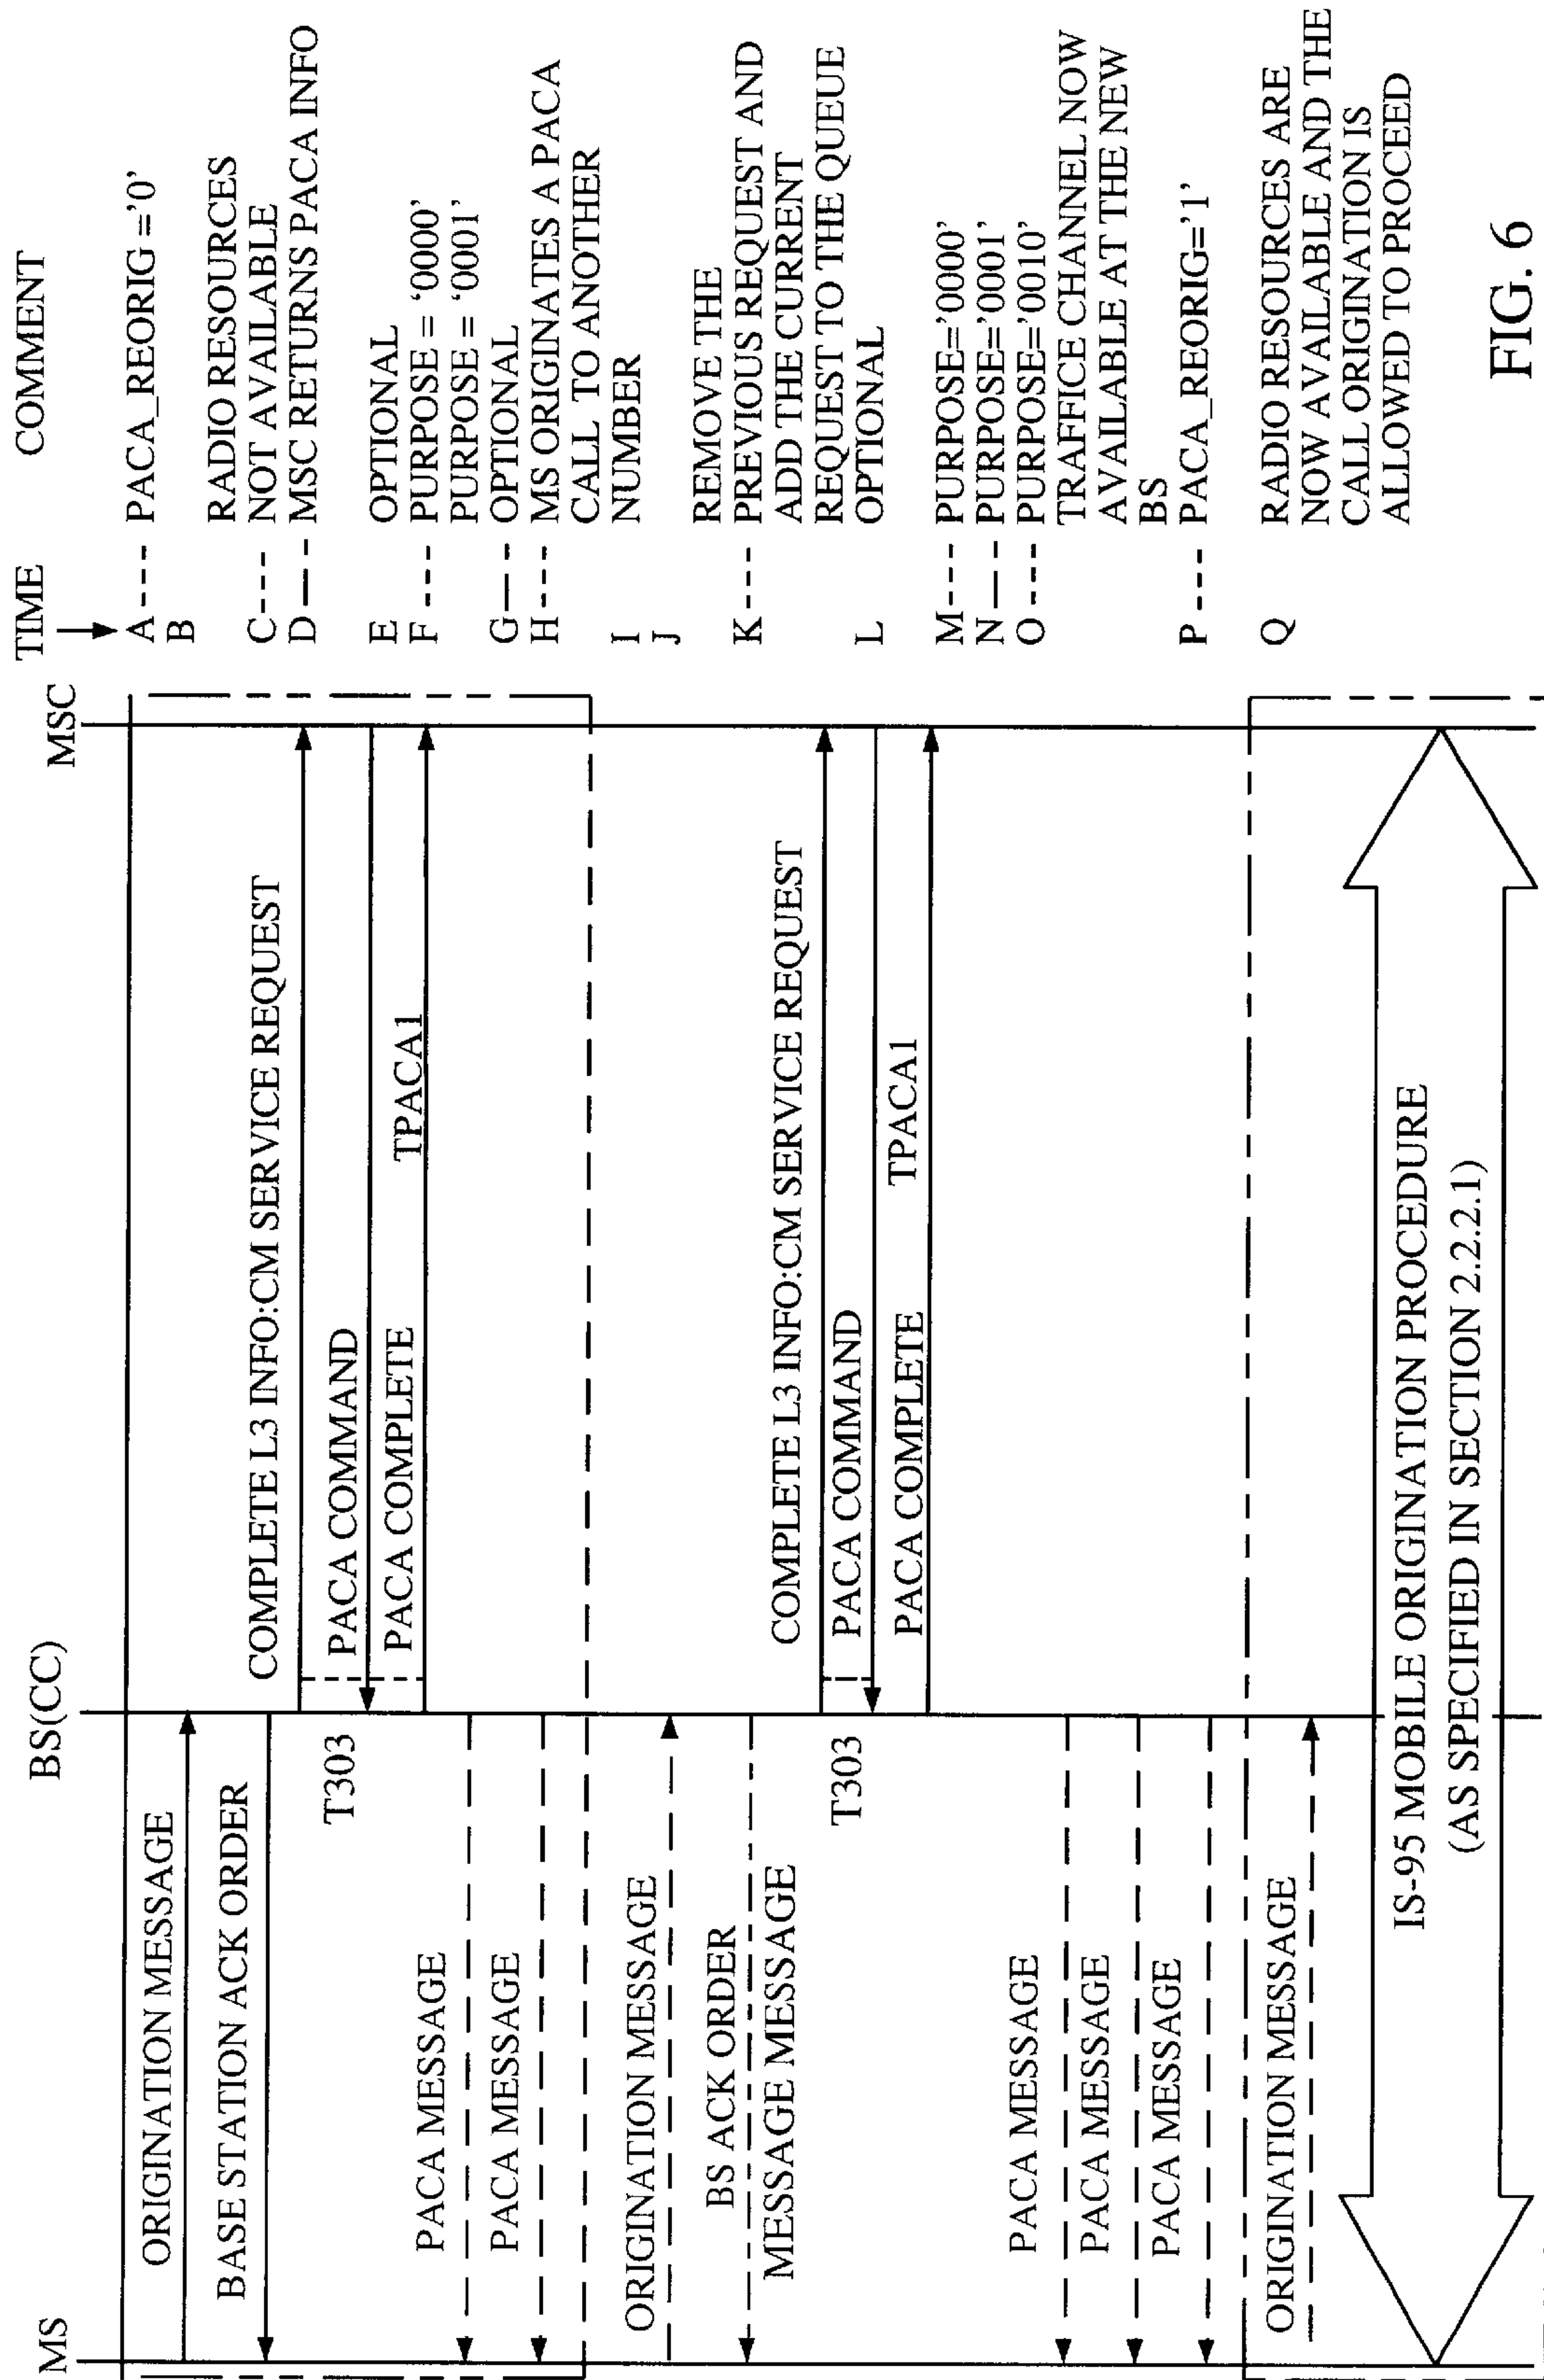 MS
BS(CC)
MSC
TIME
COMMENT
ORIGINATION MESSAGE
BASE STATION ACK ORDER
COMPLETE L3 INFO:CM SERVICE REQUEST
T303
PACA COMMAND
PACA COMPLETE
TPACA1
PACA MESSAGE
PACA MESSAGE
ORIGINATION MESSAGE
BS ACK ORDER
MESSAGE MESSAGE
COMPLETE L3 INFO:CM SERVICE REQUEST
T303
PACA COMMAND
PACA COMPLETE
TPACA1
PACA MESSAGE
PACA MESSAGE
PACA MESSAGE
ORIGINATION MESSAGE
IS-95 MOBILE ORIGINATION PROCEDURE
(AS SPECIFIED IN SECTION 2.2.2.1)
A ---- PACA_REORIG ='0'
B
RADIO RESOURCES
C ---- NOT AVAILABLE
D —-- MSC RETURNS PACA INFO
E OPTIONAL
F ---- PURPOSE = '0000'
PURPOSE = '0001'
G —-- OPTIONAL
H ---- MS ORIGINATES A PACA
CALL TO ANOTHER
I NUMBER
J
REMOVE THE
K ---- PREVIOUS REQUEST AND
ADD THE CURRENT
REQUEST TO THE QUEUE
L OPTIONAL
M ---- PURPOSE='0000'
N —-- PURPOSE='0001'
O ---- PURPOSE='0010'
TRAFFICE CHANNEL NOW
AVAILABLE AT THE NEW
BS
P ---- PACA_REORIG='1'
Q RADIO RESOURCES ARE
NOW AVAILABLE AND THE
CALL ORIGINATION IS
ALLOWED TO PROCEED
FIG. 6